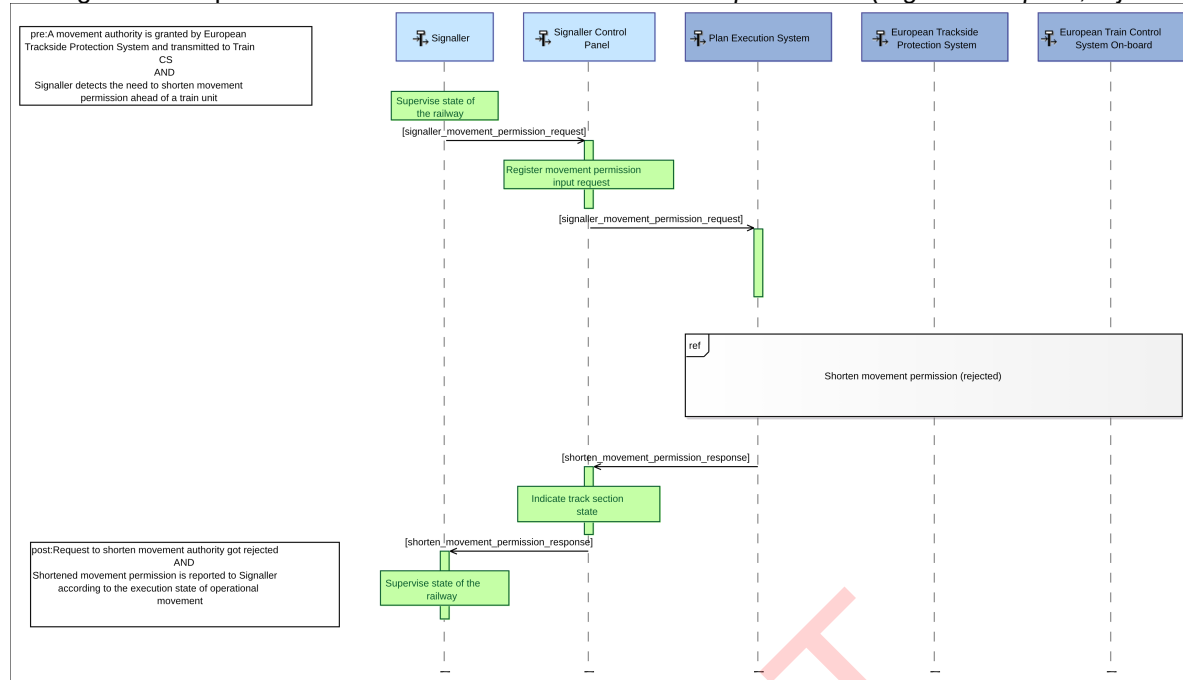 pre:A movement authority is granted by European
Trackside Protection System and transmitted to Train
CS
AND
Signaller detects the need to shorten movement
permission ahead of a train unit
Signaller
Signaller Control
Panel
Plan Execution System
European Trackside
Protection System
European Train Control
System On-board
Supervise state of
the railway
[signaller_movement_permission_request]
Register movement permission
input request
[signaller_movement_permission_request]
ref
Shorten movement permission (rejected)
[shorten_movement_permission_response]
Indicate track section
state
[shorten_movement_permission_response]
post:Request to shorten movement authority got rejected
AND
Shortened movement permission is reported to Signaller
according to the execution state of operational
movement
Supervise state of the
railway